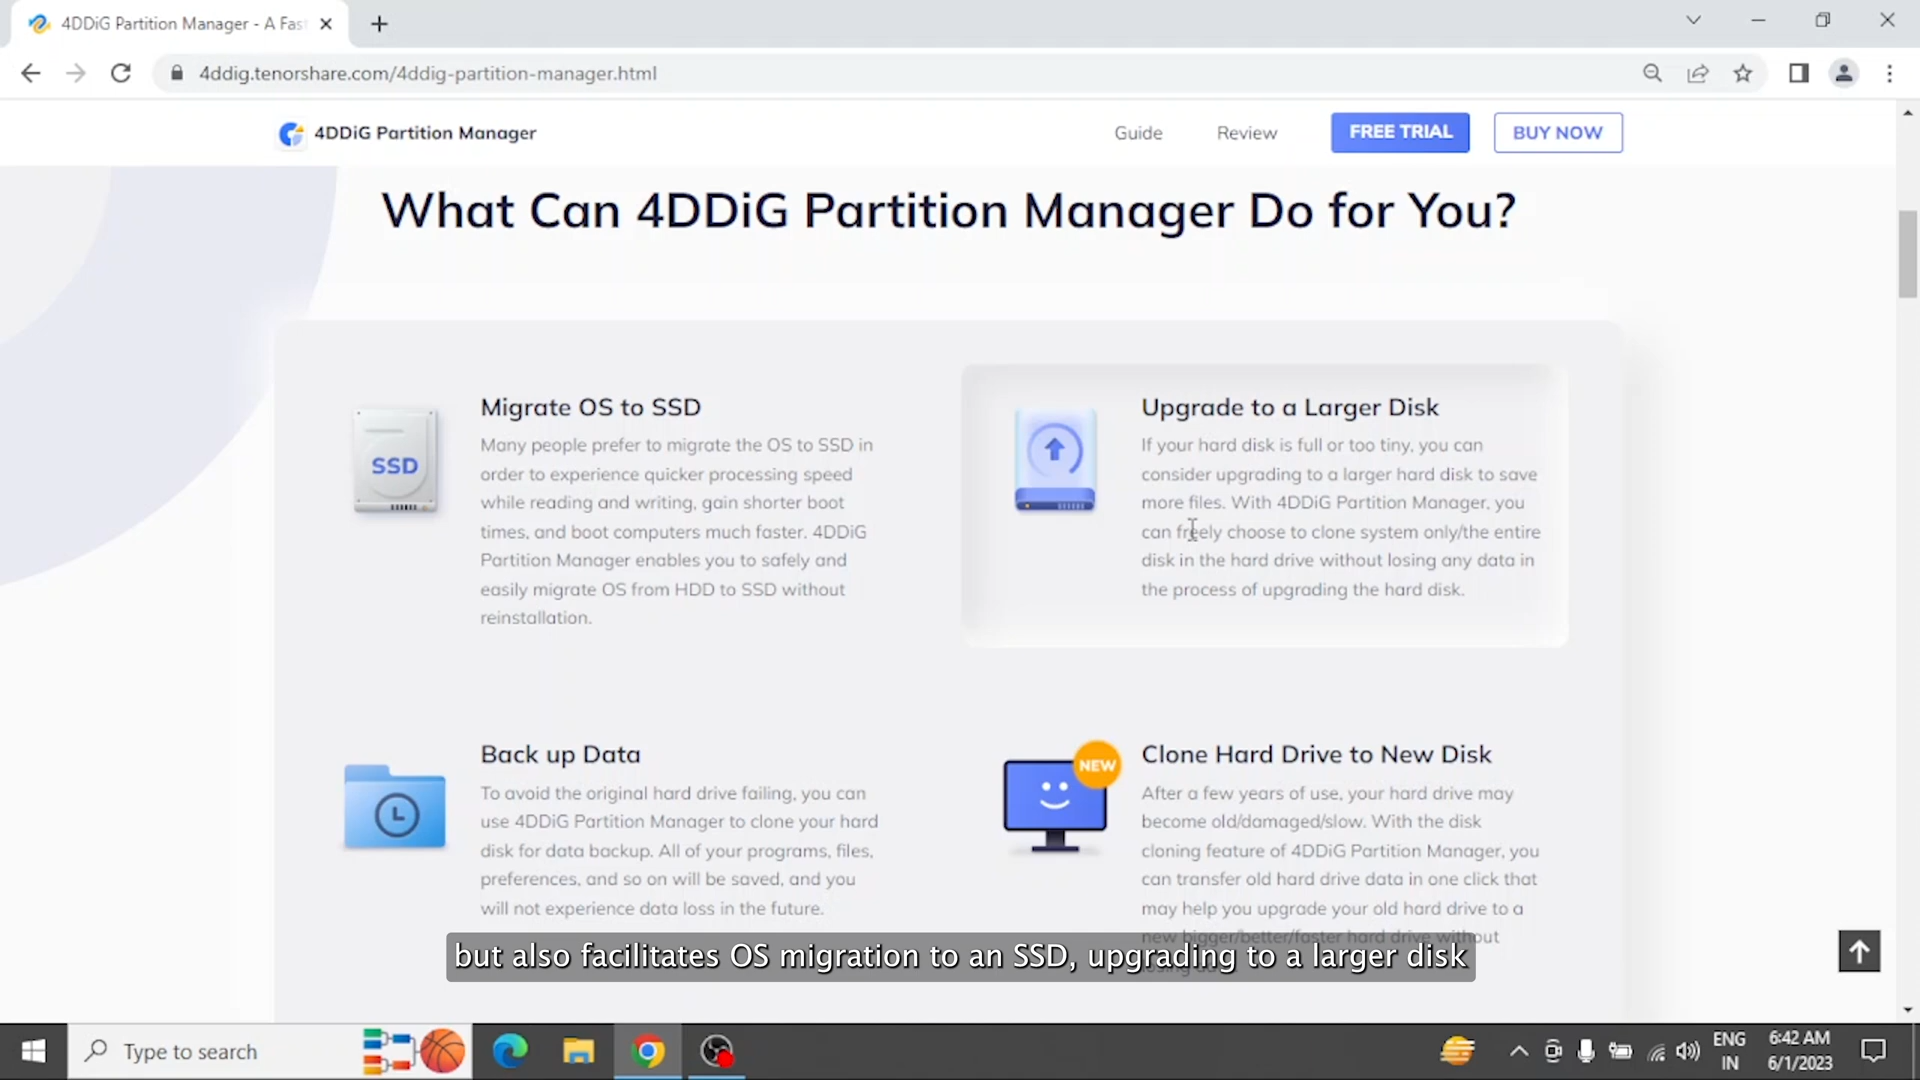 4DDiG Partition Manager - A Fas
4ddig.tenorshare.com/4ddig-partition-manager.html
4DDiG Partition Manager
Guide
Review
FREE TRIAL
BUY NOW
What Can 4DDiG Partition Manager Do for You?
Migrate OS to SSD
SSD
Many people prefer to migrate the OS to SSD in
order to experience quicker processing speed
while reading and writing, gain shorter boot
times, and boot computers much faster. 4DDiG
Partition Manager enables you to safely and
easily migrate OS from HDD to SSD without
reinstallation.
Upgrade to a Larger Disk
If your hard disk is full or too tiny, you can
consider upgrading to a larger hard disk to save
more files. With 4DDiG Partition Manager, you
can freely choose to clone system only/the entire
disk in the hard drive without losing any data in
the process of upgrading the hard disk.
Back up Data
To avoid the original hard drive failing, you can
use 4DDiG Partition Manager to clone your hard
disk for data backup. All of your programs, files,
preferences, and so on will be saved, and you
will not experience data loss in the future.
NEW
Clone Hard Drive to New Disk
After a few years of use, your hard drive may
become old/damaged/slow. With the disk
cloning feature of 4DDiG Partition Manager, you
can transfer old hard drive data in one click that
may help you upgrade your old hard drive to a
new bigger/better/faster hard drive without
but also facilitates OS migration to an SSD, upgrading to a larger disk
Type to search
ENG
IN
6:42 AM
6/1/2023